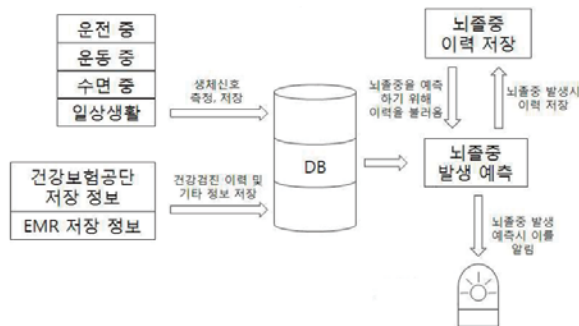 운전 중
운동 중
수면 중
일상생활
생체신호
측정, 저장
건강보험공단
저장 정보
EMR 저장 정보
건강검진 이력 및
기타 정보 저장
DB
뇌졸중
이력 저장
뇌졸중을 예측
하기 위해
이력을 불러옴
뇌졸중 발생시
이력 저장
뇌졸중
발생 예측
뇌졸중 발생
예측시 이를
알림